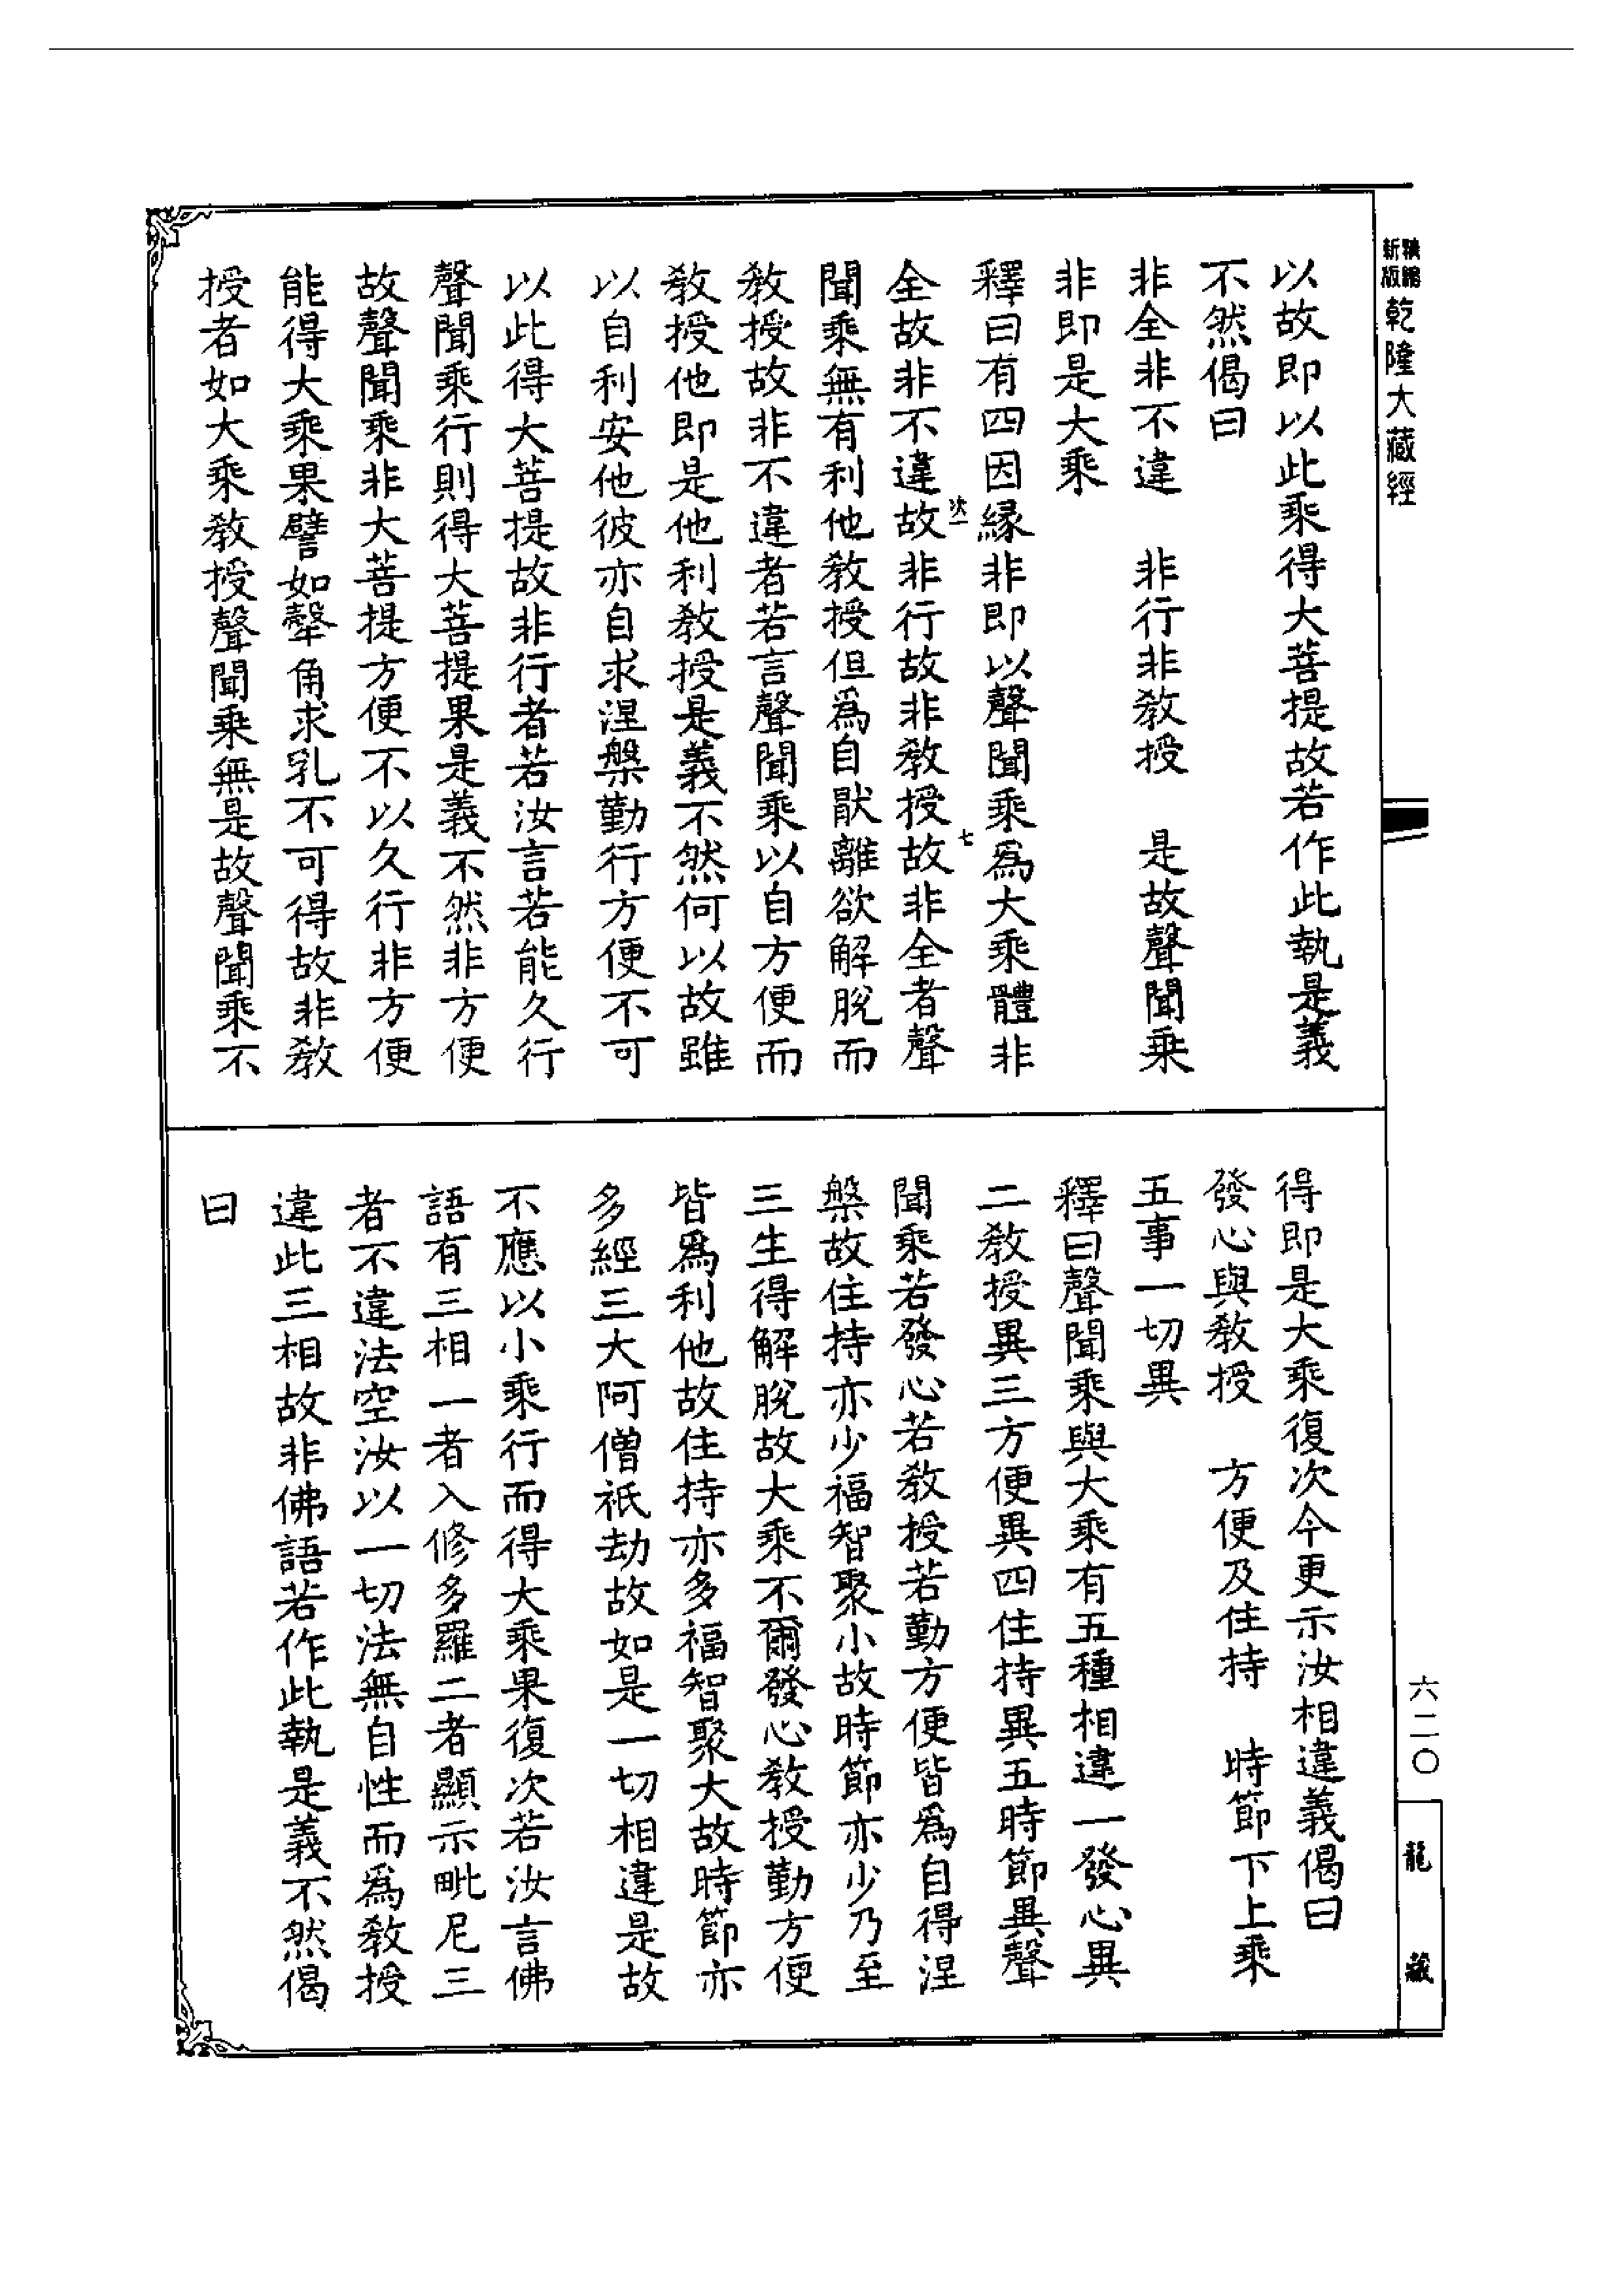 新版精編
乾隆大藏經
以故即以此乘得大菩提故若作此執是義
不然偈曰
非全非不違　非行非教授　是故聲聞乘
非即是大乘
釋曰有四因緣非即以聲聞乘爲大乘體非
全故非不違故非行故非教授故非全者聲
聞乘無有利他教授但爲自猒離欲解脫而
教授故非不違者若言聲聞乘以自方便而
教授他即是他利教授是義不然何以故雖
以自利安他彼亦自求涅槃勤行方便不可
以此得大菩提故非行者若汝言若能久行
聲聞乘行則得大菩提果是義不然非方便
故聲聞乘非大菩提方便不以久行非方便
能得大乘果譬如犛角求乳不可得故非教
授者如大乘教授聲聞乘無是故聲聞乘不
七
得即是大乘復次今更示汝相違義偈曰
發心與教授　方便及住持　時節下上乘
五事一切異
釋曰聲聞乘與大乘有五種相違一發心異
二教授異三方便異四住持異五時節異聲
聞乘若發心若教授若勤方便皆爲自得涅
槃故住持亦少福智聚小故時節亦少乃至
三生得解脫故大乘不爾發心教授勤方便
皆爲利他故住持亦多福智聚大故時節亦
多經三大阿僧祇劫故如是一切相違是故
不應以小乘行而得大乘果復次若汝言佛
語有三相一者入修多羅二者顯示毗尼三
者不違法空汝以一切法無自性而爲教授
違此三相故非佛語若作此執是義不然偈
曰
六二〇
龍藏